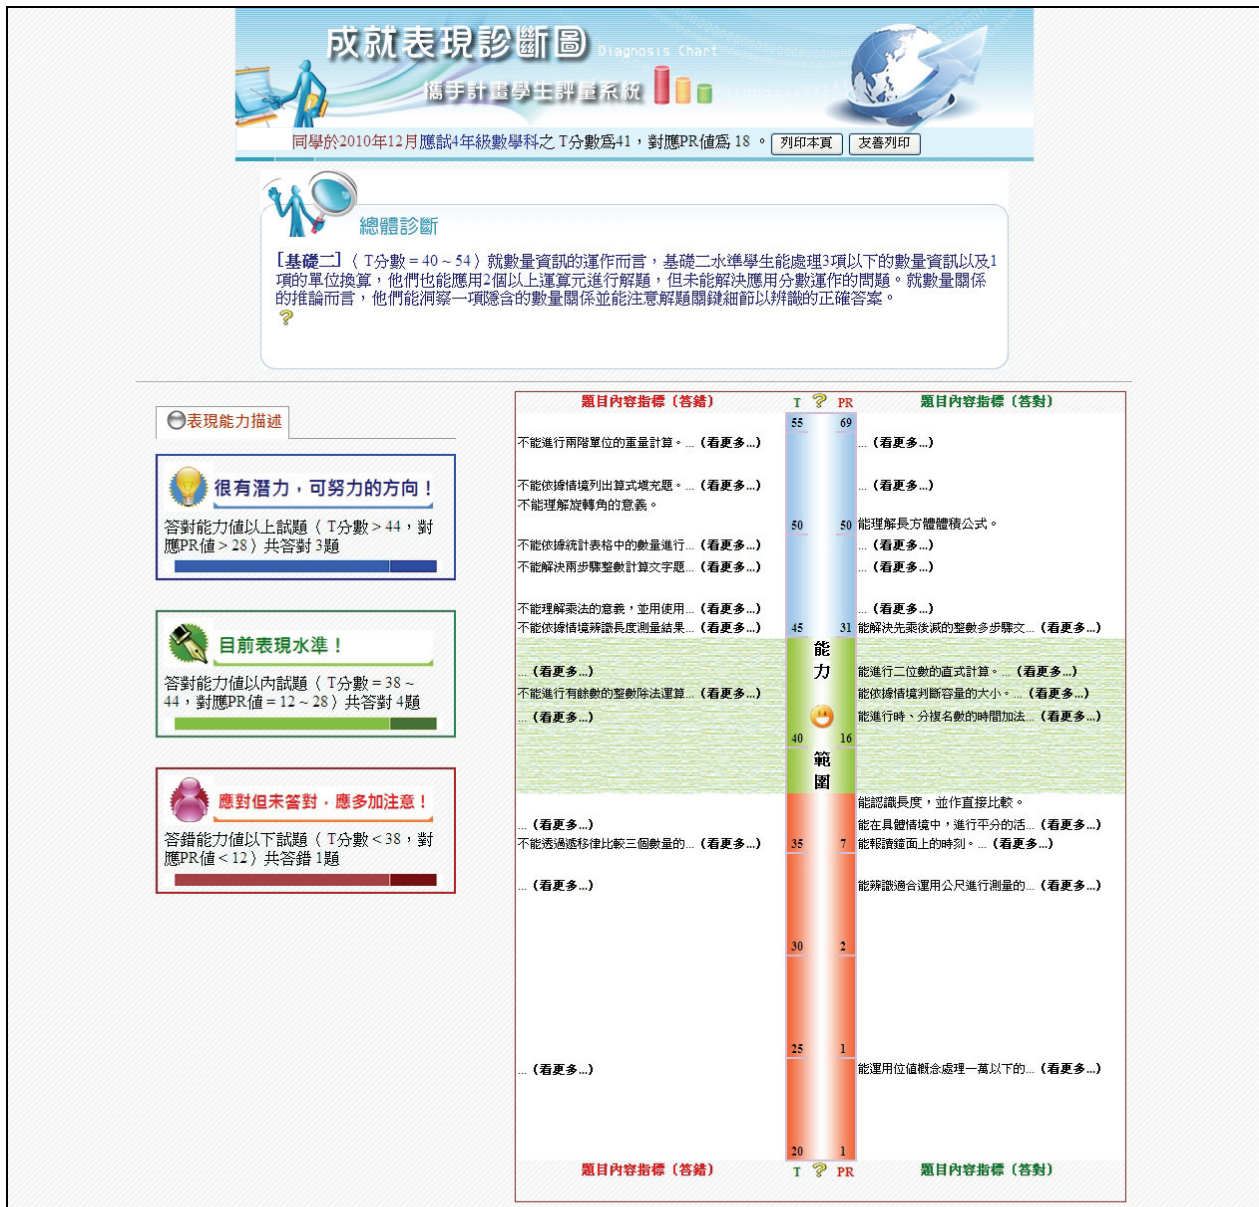 成就表現診斷圖 Diagnosis Chart
攜手計畫學生評量系統
同學於2010年12月應試4年級數學科之 T分數為41，對應PR值為 18 。 列印本頁 友善列印
總體診斷
[基礎二]（T分數 = 40 ~ 54）就數量資訊的運作而言，基礎二水準學生能處理3項以下的數量資訊以及1
項的單位換算，他們也能應用2個以上運算元進行解題，但未能解決應用分數運作的問題。就數量關係
的推論而言，他們能洞察一項隱含的數量關係並能注意解題關鍵細節以辨識的正確答案。
?
表現能力描述
很有潛力，可努力的方向！
答對能力值以上試題（ T分數 > 44，對
應PR值 > 28）共答對 3題
目前表現水準！
答對能力值以內試題（ T分數 = 38 ~
44，對應PR值 = 12 ~ 28）共答對 4題
應對但未答對，應多加注意！
答錯能力值以下試題（ T分數 < 38，對
應PR值 < 12）共答錯 1題
題目內容指標（答錯） T ? PR 題目內容指標（答對）
55 69
不能進行兩階單位的重量計算。... (看更多...) ... (看更多...)
不能依據情境列出算式填充題。... (看更多...) ... (看更多...)
不能理解旋轉角的意義。
50 50 能理解長方體體積公式。
不能依據統計表格中的數量進行... (看更多...) ... (看更多...)
不能解決兩步驟整數計算文字題... (看更多...) ... (看更多...)
不能理解乘法的意義，並用使用... (看更多...) ... (看更多...)
不能依據情境辨識長度測量結果... (看更多...) 45 31 能解決先乘後減的整數多步驟文... (看更多...)
能
... (看更多...) 力 能進行二位數的直式計算。... (看更多...)
不能進行有餘數的整數除法運算... (看更多...) 能依據情境判斷容量的大小。... (看更多...)
... (看更多...) 能進行時、分複名數的時間加法... (看更多...)
40 16
範
圍
能認識長度，並作直接比較。
... (看更多...) 能在具體情境中，進行平分的活... (看更多...)
不能透過遞移律比較三個數量的... (看更多...) 35 7 能報讀鐘面上的時刻。... (看更多...)
... (看更多...) 能辨識適合運用公尺進行測量的... (看更多...)
30 2
25 1
... (看更多...) 能運用位值概念處理一萬以下的... (看更多...)
20 1
題目內容指標（答錯） T ? PR 題目內容指標（答對）